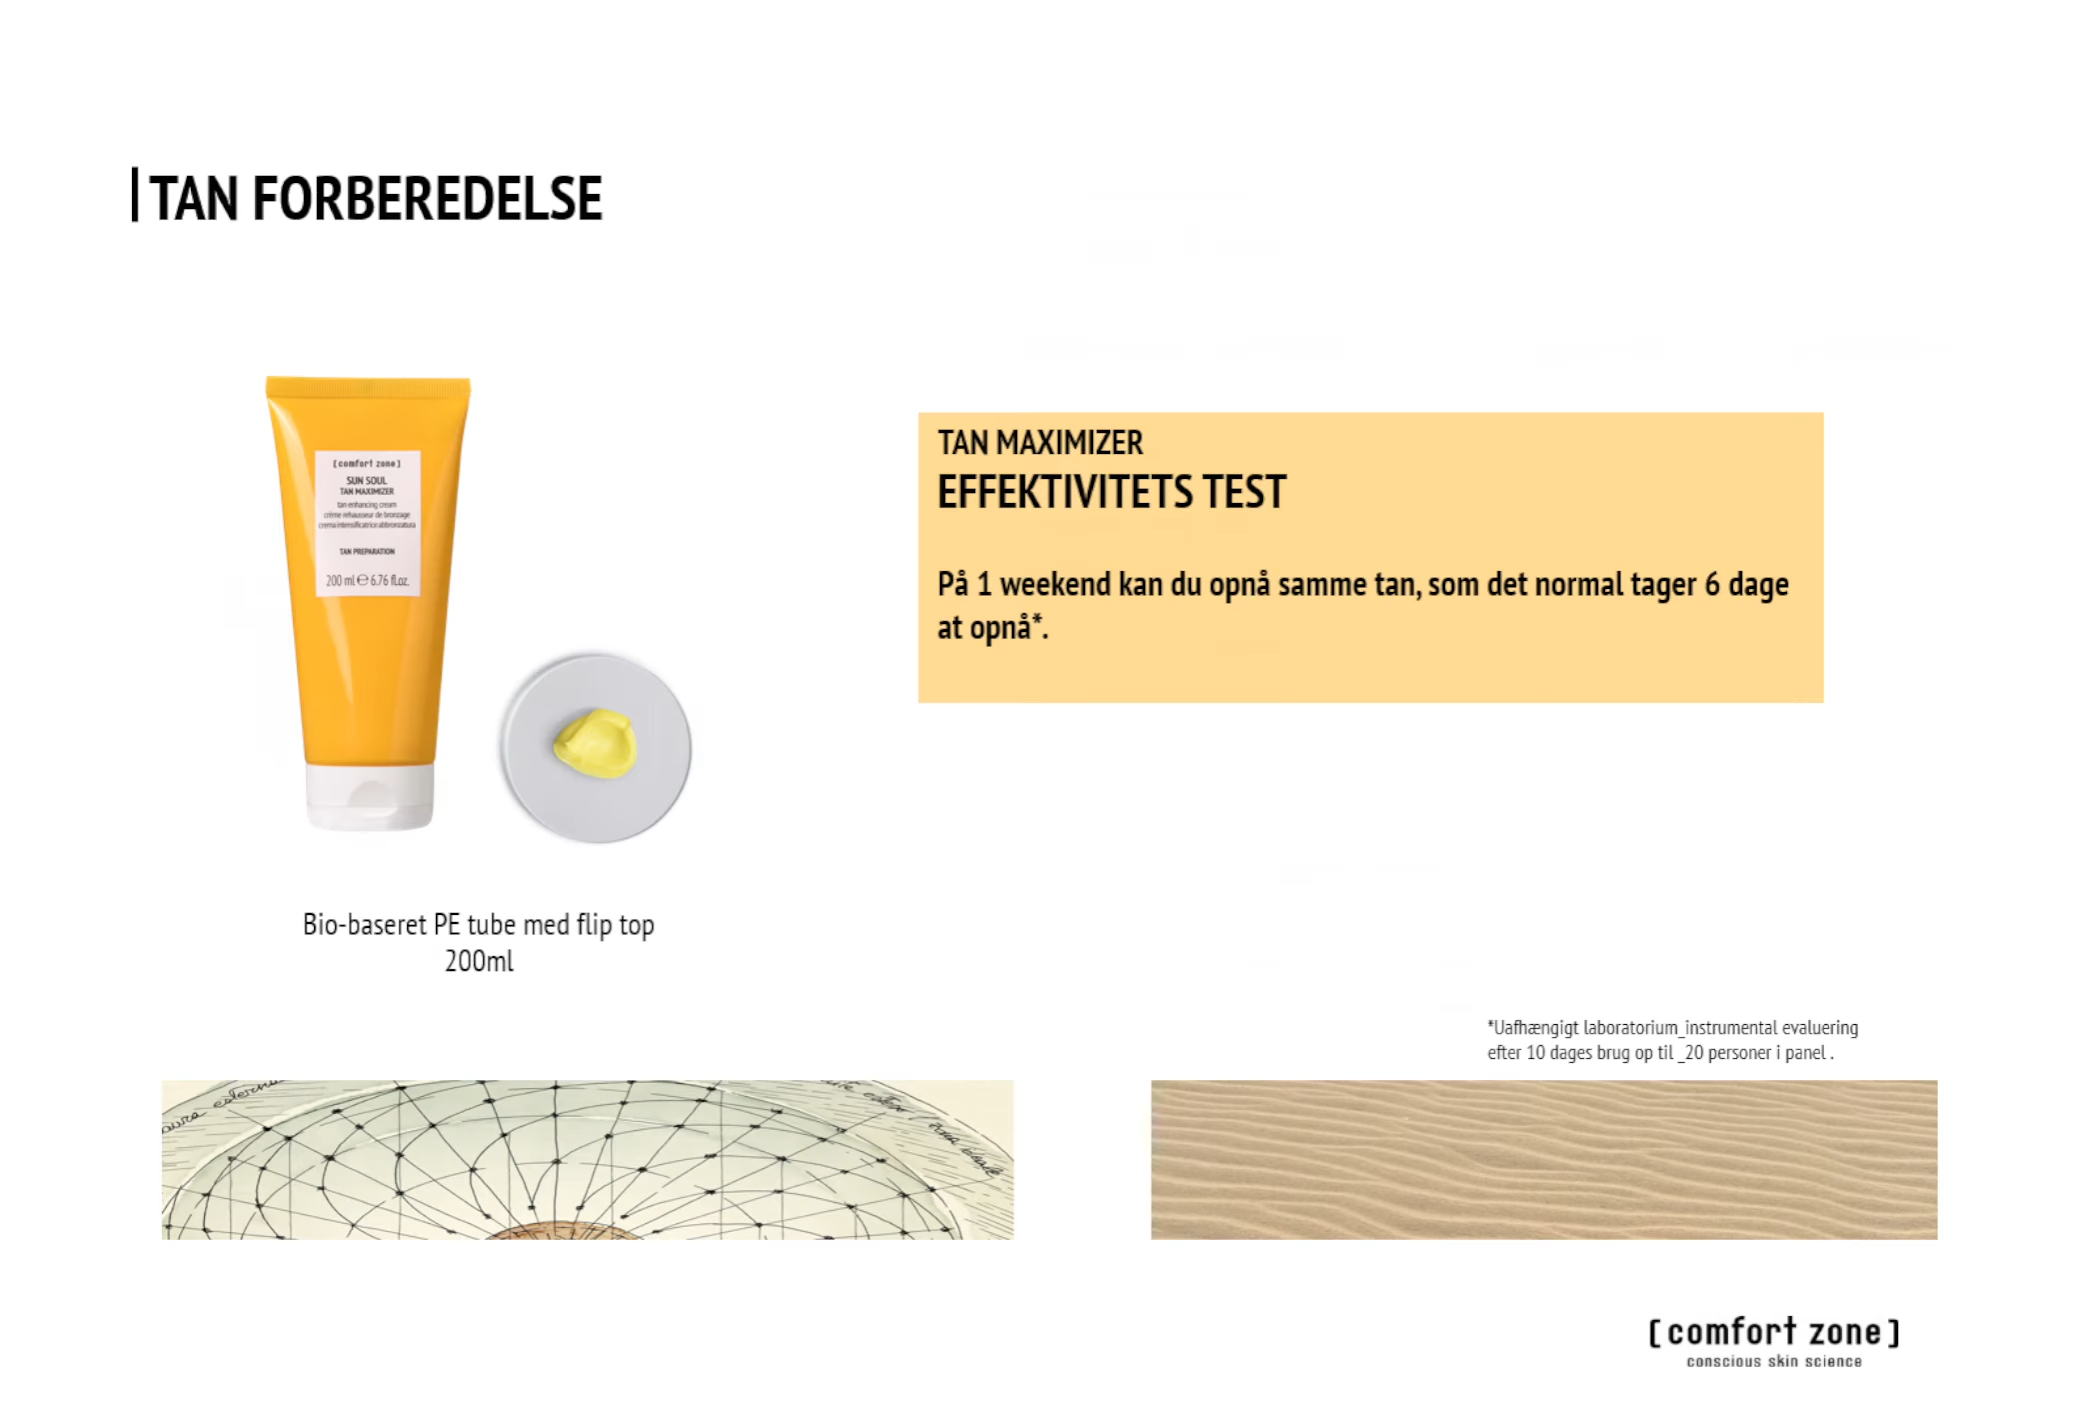 TAN FORBEREDELSE
[ comfort zone ]
SUN SOUL
TAN MAXIMIZER
tan enhancing cream
crème rehausseur de bronzage
crema intensificatrice abbronzatura
TAN PREPARATION
200 ml ℮ 6.76 fl.oz.
TAN MAXIMIZER
EFFEKTIVITETS TEST
På 1 weekend kan du opnå samme tan, som det normal tager 6 dage
at opnå*.
Bio-baseret PE tube med flip top
200ml
*Uafhængigt laboratorium_instrumental evaluering
efter 10 dages brug op til _20 personer i panel .
esterna
[ comfort zone ]
conscious skin science